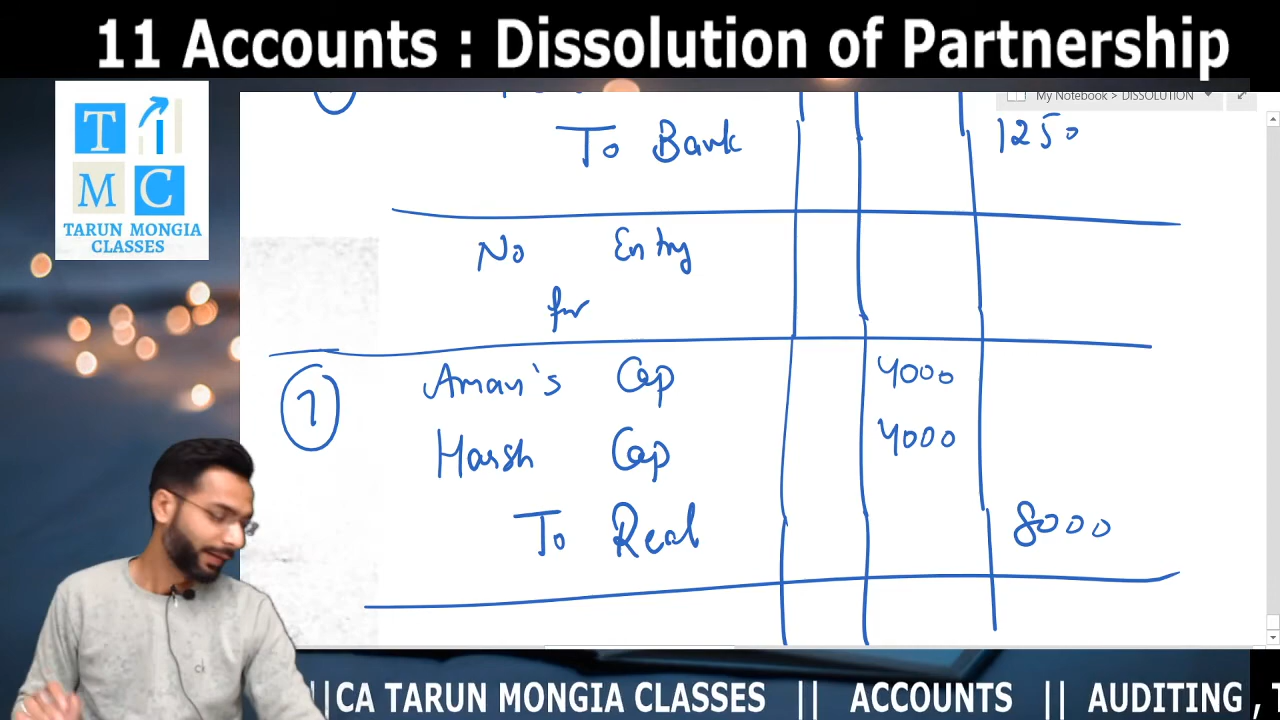 11 Accounts : Dissolution of Partnership
T
M C
TARUN MONGIA
CLASSES
My Notebook > DISSOLUTION
To Bank 1250
No Entry
for
7 Aman's Cap 4000
Harsh Cap 4000
To Real 8000
||CA TARUN MONGIA CLASSES || ACCOUNTS || AUDITING , T